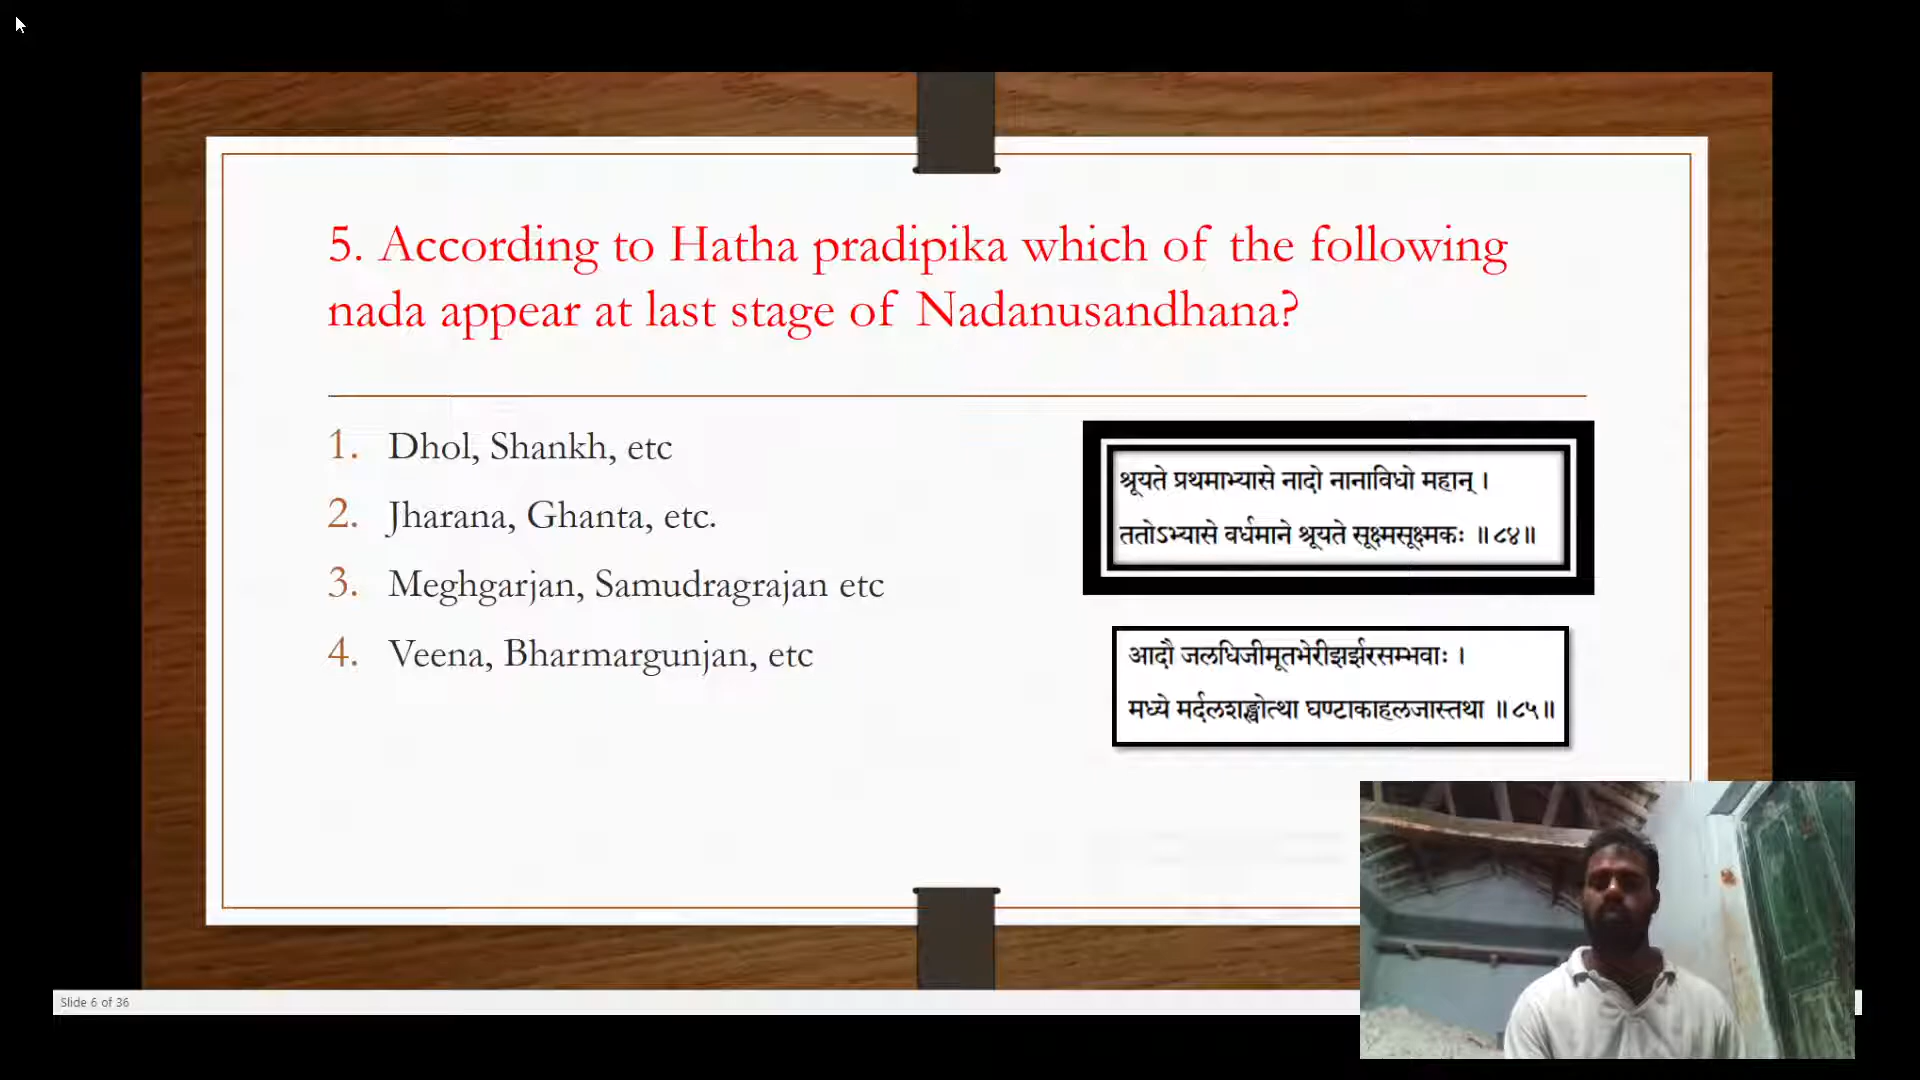 5. According to Hatha pradipika which of the following
nada appear at last stage of Nadanusandhana?
1. Dhol, Shankh, etc
2. Jharana, Ghanta, etc.
3. Meghgarjan, Samudragrajan etc
4. Veena, Bharmargunjan, etc
श्रूयते प्रथमाभ्यासे नादो नानाविधो महान् ।
ततोऽभ्यासे वर्धमाने श्रूयते सूक्ष्मसूक्ष्मकः ॥८४॥
आदौ जलधिजीमूतभेरीझर्झरसम्भवाः ।
मध्ये मर्दलशङ्खोत्था घण्टाकाहलजास्तथा ॥८५॥
Slide 6 of 36